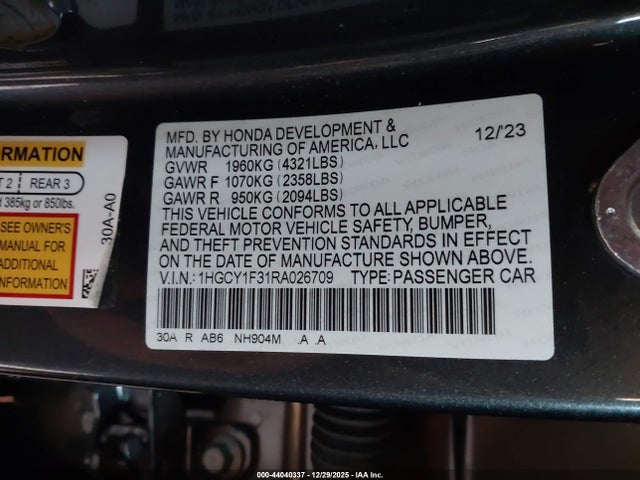 MFD. BY HONDA DEVELOPMENT &
MANUFACTURING OF AMERICA, LLC 12/'23
GVWR 1960KG (4321LBS)
GAWR F 1070KG (2358LBS)
GAWR R 950KG (2094LBS)
THIS VEHICLE CONFORMS TO ALL APPLICABLE
FEDERAL MOTOR VEHICLE SAFETY, BUMPER,
AND THEFT PREVENTION STANDARDS IN EFFECT
ON THE DATE OF MANUFACTURE SHOWN ABOVE.
V.I.N.: 1HGCY1F31RA026709 TYPE: PASSENGER CAR
30A R AB6 NH904M .A .A
ORMATION
T 2 REAR 3
d 385kg or 850lbs.
SEE OWNER'S
MANUAL FOR
ADDITIONAL
INFORMATION
30A-A0
000-44040337 - 12/29/2025 - IAA Inc.